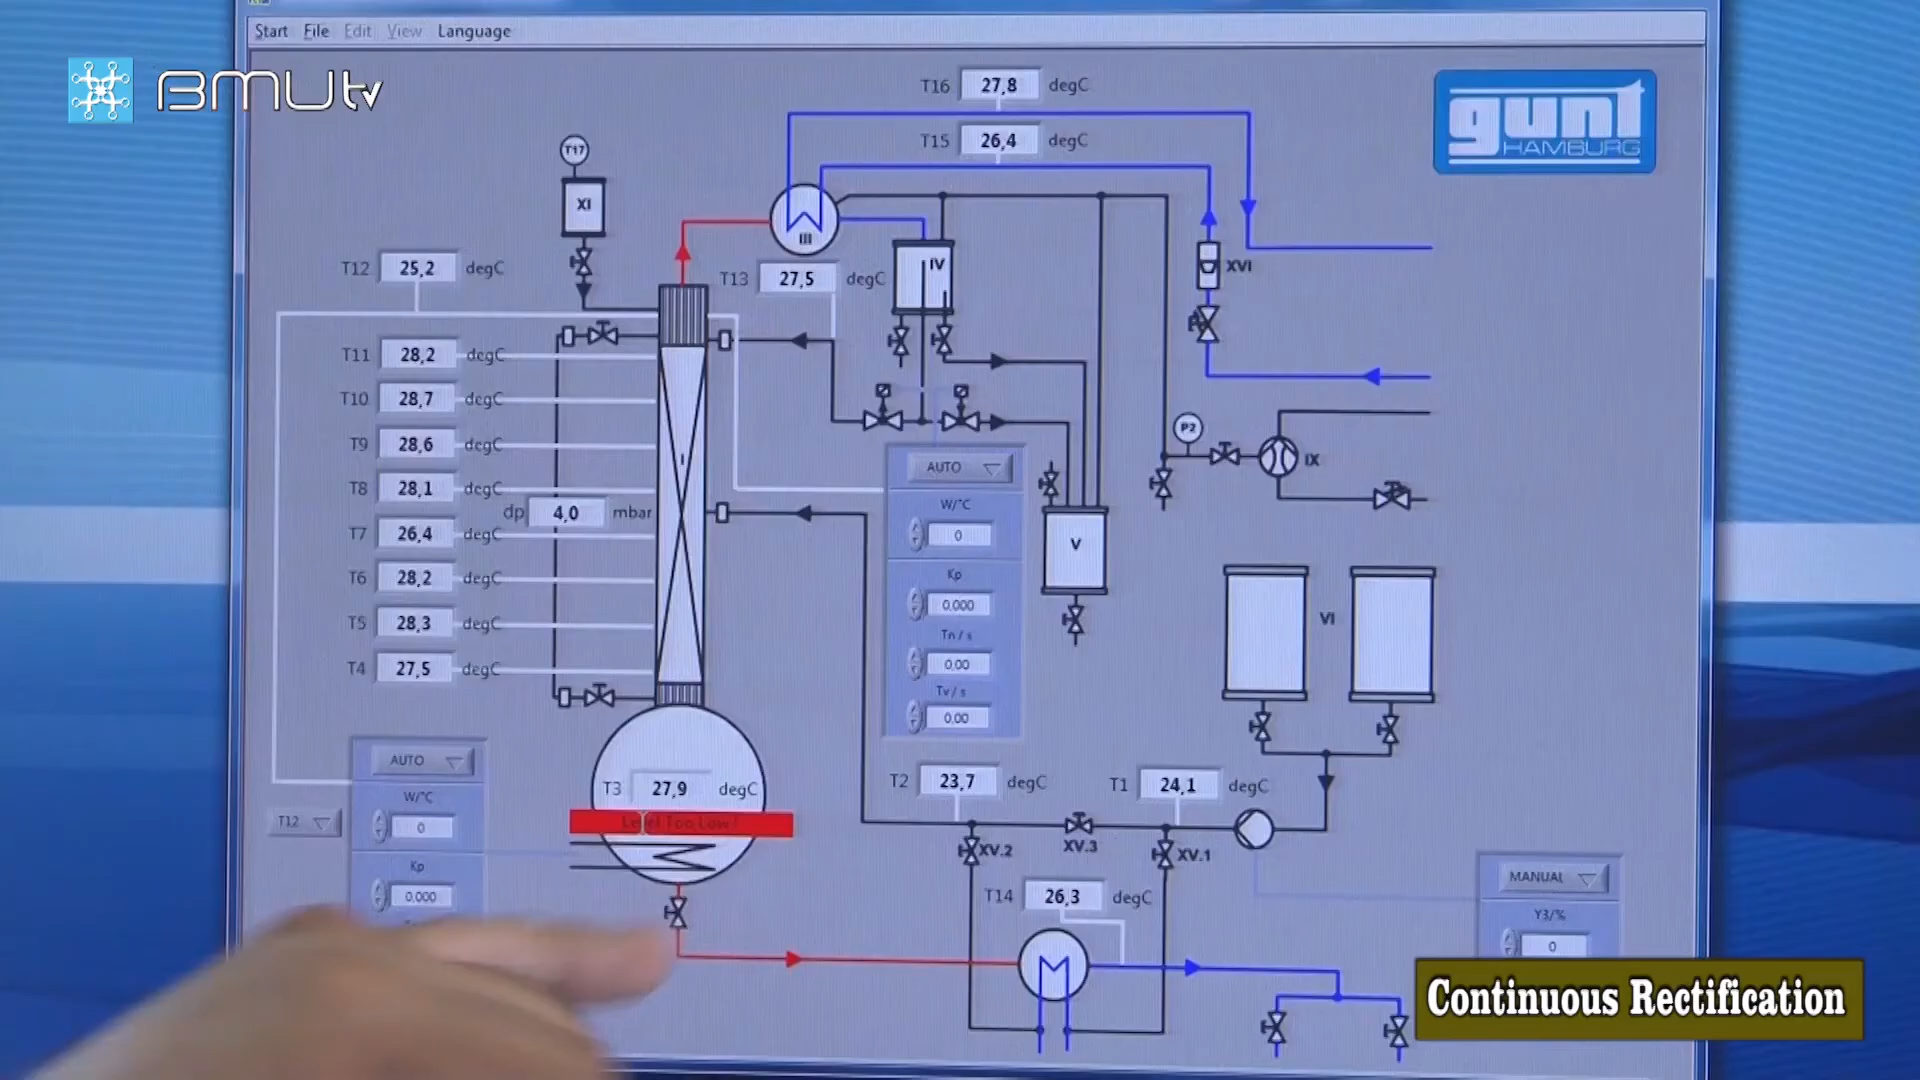 Start File Edit View Language
BMUtv
T16 27,8 degC
T15 26,4 degC
gunt
HAMBURG
T17
XI
III
IV
XVI
T12 25,2 degC
T13 27,5 degC
T11 28,2 degC
T10 28,7 degC
T9 28,6 degC
T8 28,1 degC
dp 4,0 mbar
T7 26,4 degC
T6 28,2 degC
T5 28,3 degC
T4 27,5 degC
I
P2
IX
AUTO
W/°C
0
Kp
0,000
Tn / s
0,00
Tv / s
0,00
V
VI
AUTO
W/°C
0
Kp
0,000
T12
T3 27,9 degC
Level Too Low!
T2 23,7 degC
T1 24,1 degC
XV.2
XV.3
XV.1
T14 26,3 degC
MANUAL
Y3/%
0
Continuous Rectification